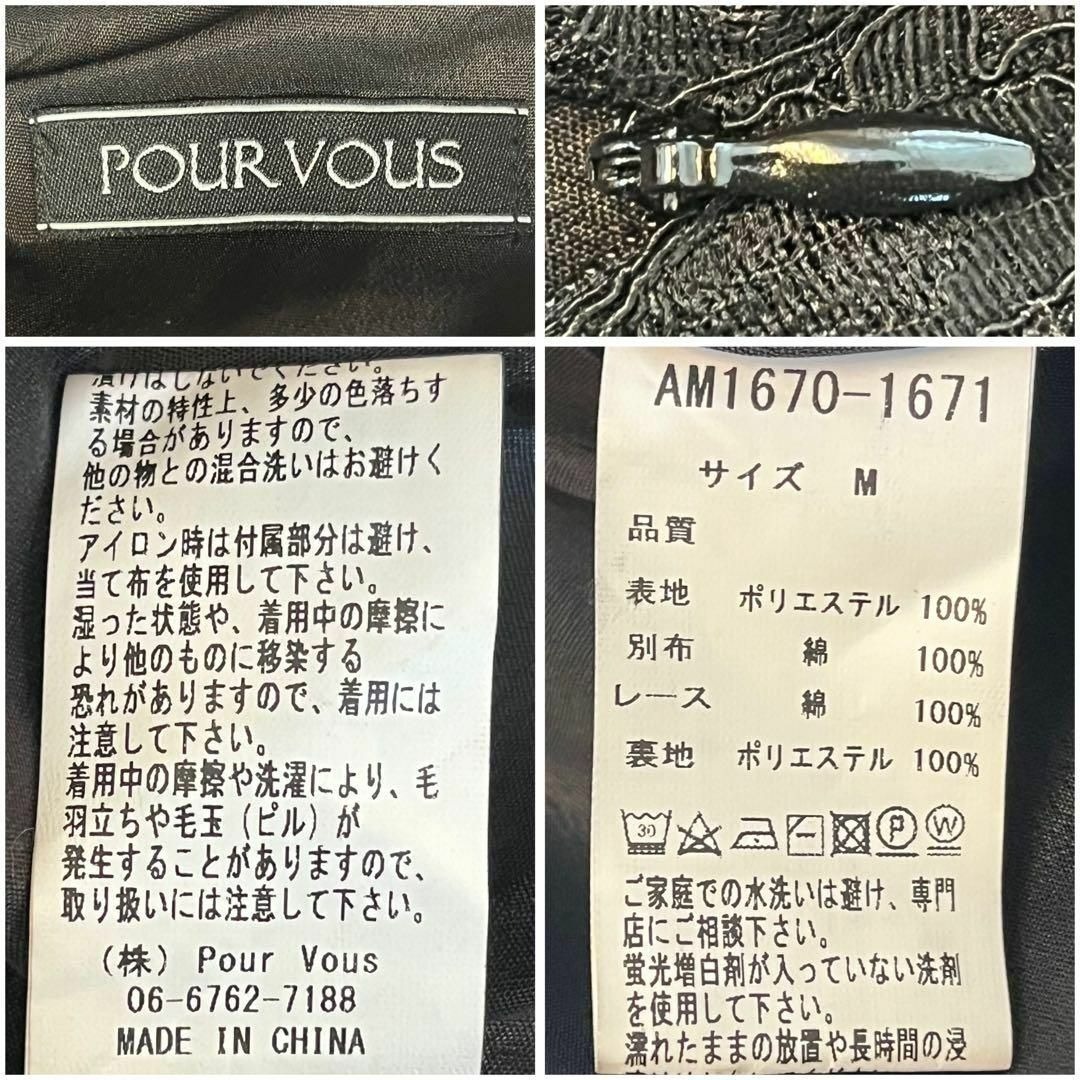 POUR VOUS
漬けはしないでください。
素材の特性上、多少の色落ちす
る場合がありますので、
他の物との混合洗いはお避けく
ださい。
アイロン時は付属部分は避け、
当て布を使用して下さい。
湿った状態や、着用中の摩擦に
より他のものに移染する
恐れがありますので、着用には
注意して下さい。
着用中の摩擦や洗濯により、毛
羽立ちや毛玉（ピル）が
発生することがありますので、
取り扱いには注意して下さい。
（株）Pour Vous
06-6762-7188
MADE IN CHINA
AM1670-1671
サイズ M
品質
表地 ポリエステル 100%
別布 綿 100%
レース 綿 100%
裏地 ポリエステル 100%
30 P W
ご家庭での水洗いは避け、専門
店にご相談下さい。
蛍光増白剤が入っていない洗剤
を使用して下さい。
濡れたままの放置や長時間の浸